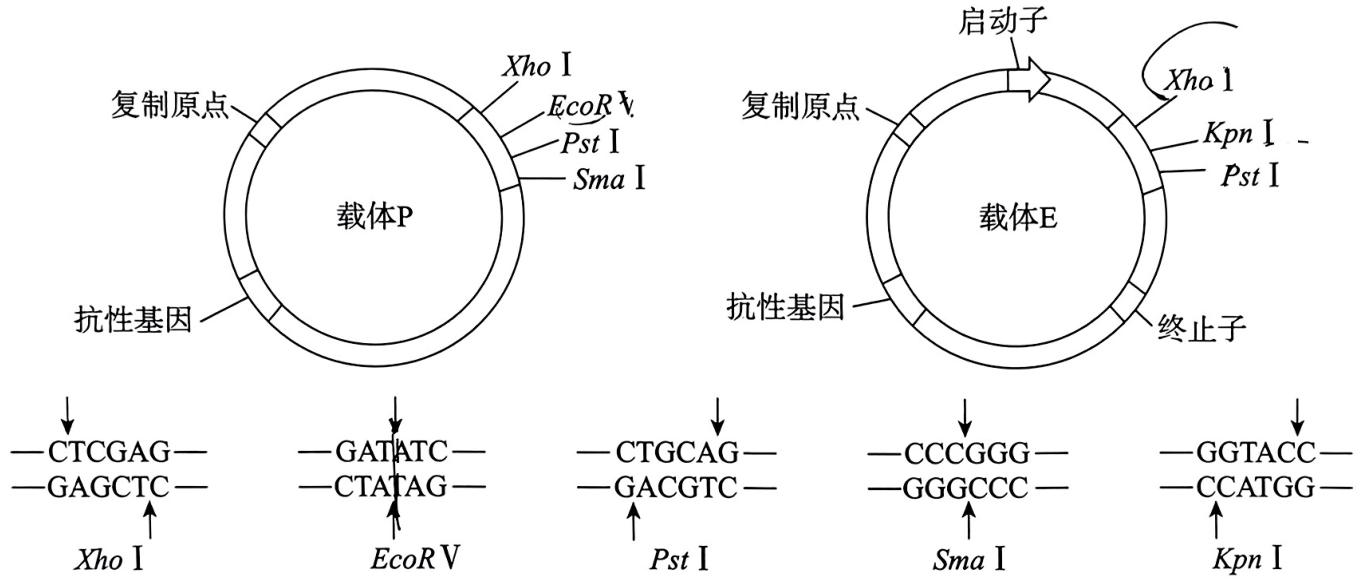 启动子
Xho Ⅰ
Xho Ⅰ
复制原点
EcoR Ⅴ
复制原点
Pst Ⅰ
Kpn Ⅰ
Sma Ⅰ
Pst Ⅰ
载体P
载体E
抗性基因
抗性基因
终止子
—CTCGAG— —GATATC— —CTGCAG— —CCCGGG— —GGTACC—
—GAGCTC— —CTATAG— —GACGTC— —GGGCCC— —CCATGG—
Xho Ⅰ EcoR Ⅴ Pst Ⅰ Sma Ⅰ Kpn Ⅰ